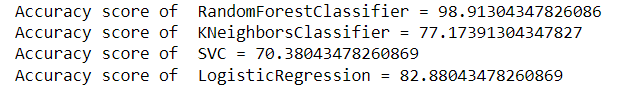 Accuracy score of  RandomForestClassifier = 98.91304347826086
Accuracy score of  KNeighborsClassifier = 77.17391304347827
Accuracy score of  SVC = 70.38043478260869
Accuracy score of  LogisticRegression = 82.88043478260869